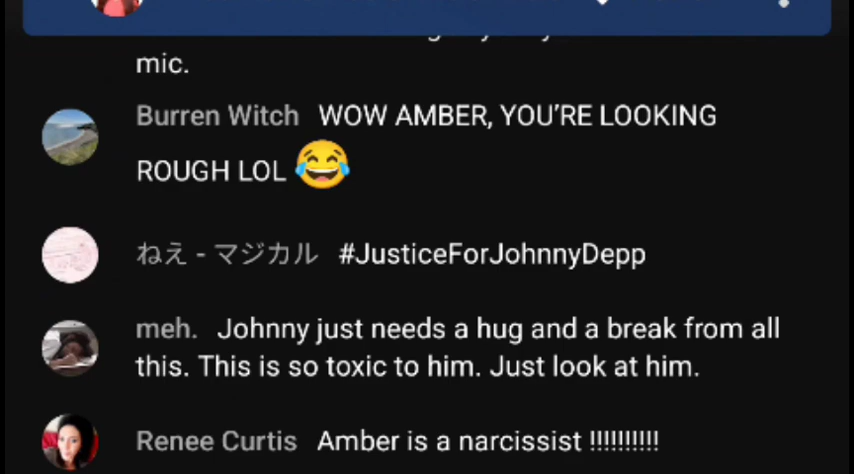 mic.
Burren Witch WOW AMBER, YOU'RE LOOKING
ROUGH LOL 😂
ねえ - マジカル #JusticeForJohnnyDepp
meh. Johnny just needs a hug and a break from all
this. This is so toxic to him. Just look at him.
Renee Curtis Amber is a narcissist !!!!!!!!!!